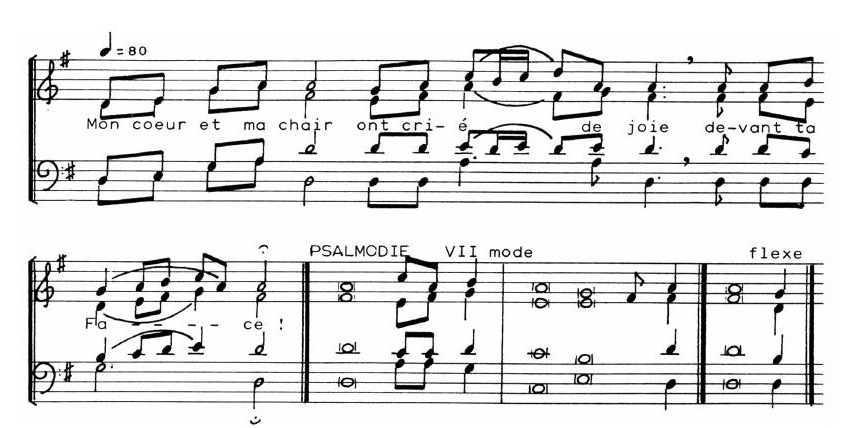 = 80
Mon coeur et ma chair ont cri-é de joie de-vant ta
PSALMODIE VII mode flexe
Fa - - - - ce !